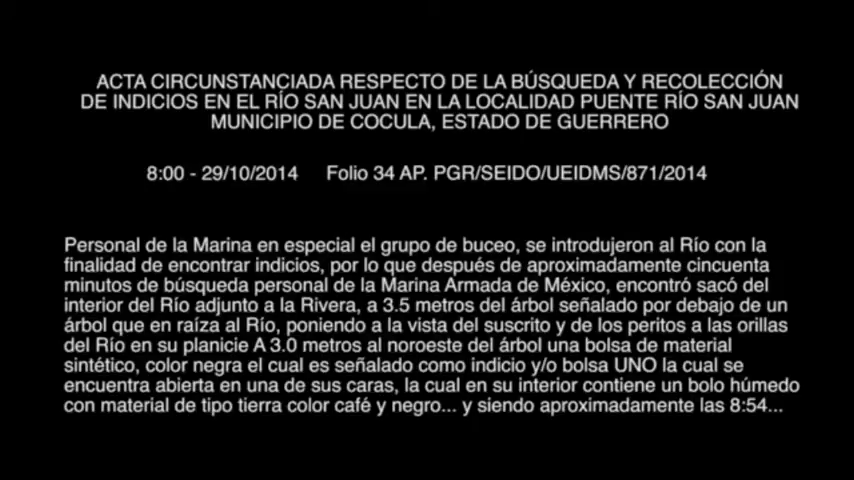 ACTA CIRCUNSTANCIADA RESPECTO DE LA BÚSQUEDA Y RECOLECCIÓN
DE INDICIOS EN EL RÍO SAN JUAN EN LA LOCALIDAD PUENTE RÍO SAN JUAN
MUNICIPIO DE COCULA, ESTADO DE GUERRERO
8:00 - 29/10/2014 Folio 34 AP. PGR/SEIDO/UEIDMS/871/2014
Personal de la Marina en especial el grupo de buceo, se introdujeron al Río con la
finalidad de encontrar indicios, por lo que después de aproximadamente cincuenta
minutos de búsqueda personal de la Marina Armada de México, encontró sacó del
interior del Río adjunto a la Rivera, a 3.5 metros del árbol señalado por debajo de un
árbol que en raíza al Río, poniendo a la vista del suscrito y de los peritos a las orillas
del Río en su planicie A 3.0 metros al noroeste del árbol una bolsa de material
sintético, color negra el cual es señalado como indicio y/o bolsa UNO la cual se
encuentra abierta en una de sus caras, la cual en su interior contiene un bolo húmedo
con material de tipo tierra color café y negro... y siendo aproximadamente las 8:54...